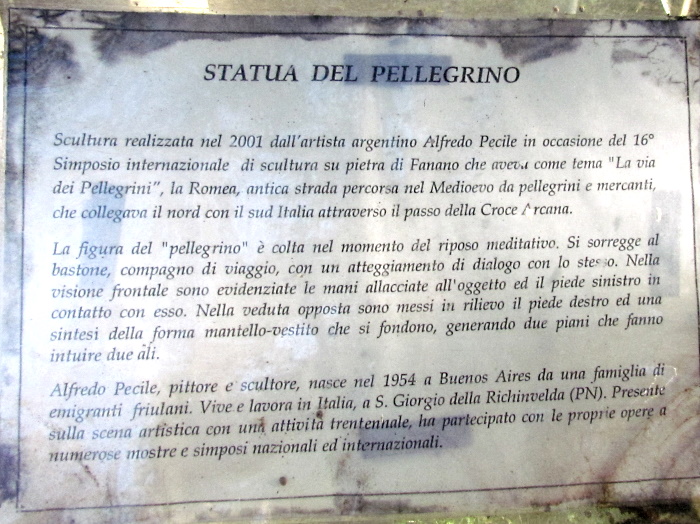 STATUA DEL PELLEGRINO
Scultura realizzata nel 2001 dall'artista argentino Alfredo Pecile in occasione del 16°
Simposio internazionale di scultura su pietra di Fanano che aveva come tema "La via
dei Pellegrini", la Romea, antica strada percorsa nel Medioevo da pellegrini e mercanti,
che collegava il nord con il sud Italia attraverso il passo della Croce Arcana.
La figura del "pellegrino" è colta nel momento del riposo meditativo. Si sorregge al
bastone, compagno di viaggio, con un atteggiamento di dialogo con lo stesso. Nella
visione frontale sono evidenziate le mani allacciate all'oggetto ed il piede sinistro in
contatto con esso. Nella veduta opposta sono messi in rilievo il piede destro ed una
sintesi della forma mantello-vestito che si fondono, generando due piani che fanno
intuire due ali.
Alfredo Pecile, pittore e scultore, nasce nel 1954 a Buenos Aires da una famiglia di
emigranti friulani. Vive e lavora in Italia, a S. Giorgio della Richinvelda (PN). Presente
sulla scena artistica con una attività trentennale, ha partecipato con le proprie opere a
numerose mostre e simposi nazionali ed internazionali.